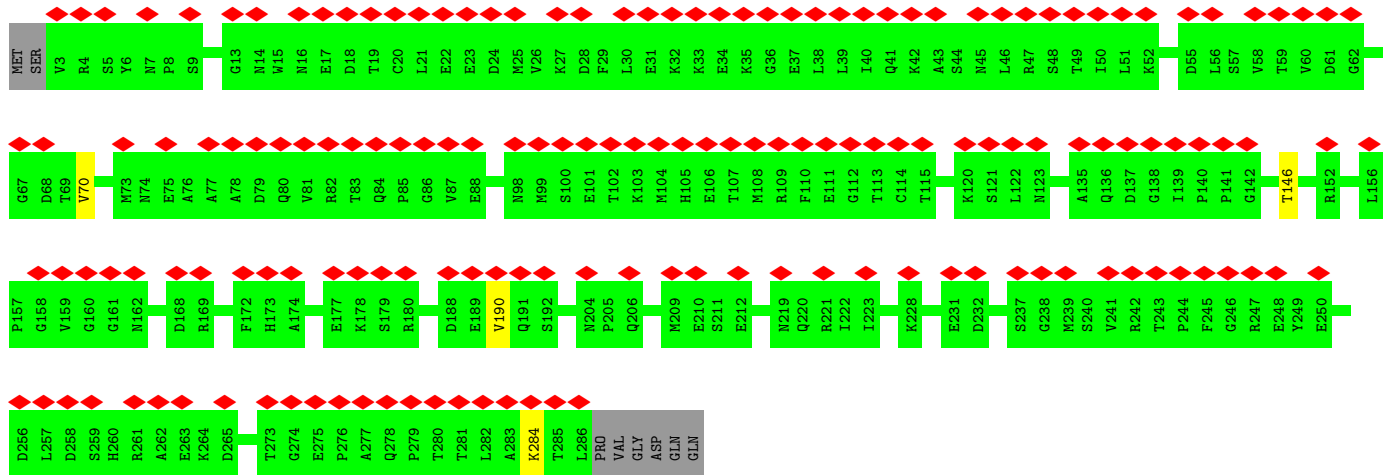 MET SER V3 R4 S5 Y6 N7 P8 S9 G13 N14 W15 N16 E17 D18 T19 C20 L21 E22 E23 D24 M25 V26 K27 D28 F29 L30 E31 K32 K33 E34 K35 G36 E37 L38 L39 I40 Q41 K42 A43 S44 N45 L46 R47 S48 T49 I50 L51 K52 D55 L56 S57 V58 T59 V60 D61 G62
G67 D68 T69 V70 M73 N74 E75 A76 A77 A78 D79 Q80 V81 R82 T83 Q84 P85 G86 V87 E88 N98 M99 S100 E101 T102 K103 M104 H105 E106 T107 M108 R109 F110 E111 G112 T113 C114 T115 K120 S121 L122 N123 A135 Q136 D137 G138 I139 P140 P141 G142 T146 R152 L156
P157 G158 V159 G160 G161 N162 D168 R169 F172 H173 A174 E177 K178 S179 R180 D188 E189 V190 Q191 S192 N204 P205 Q206 M209 E210 S211 E212 N219 Q220 R221 I222 I223 K228 E231 D232 S237 G238 M239 S240 V241 R242 T243 P244 F245 G246 R247 E248 Y249 E250
D256 L257 D258 S259 H260 R261 A262 E263 K264 D265 T273 G274 E275 P276 A277 Q278 P279 T280 T281 L282 A283 K284 T285 L286 PRO VAL GLY ASP GLN GLN